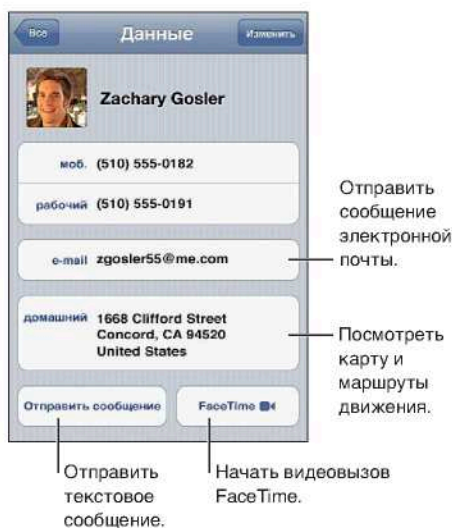 Все Данные Изменить
Zachary Gosler
моб. (510) 555-0182
рабочий (510) 555-0191
e-mail zgosler55@me.com
домашний 1668 Clifford Street
Concord, CA 94520
United States
Отправить сообщение FaceTime
Отправить
сообщение
электронной
почты.
Посмотреть
карту и
маршруты
движения.
Отправить
текстовое
сообщение.
Начать видеовызов
FaceTime.